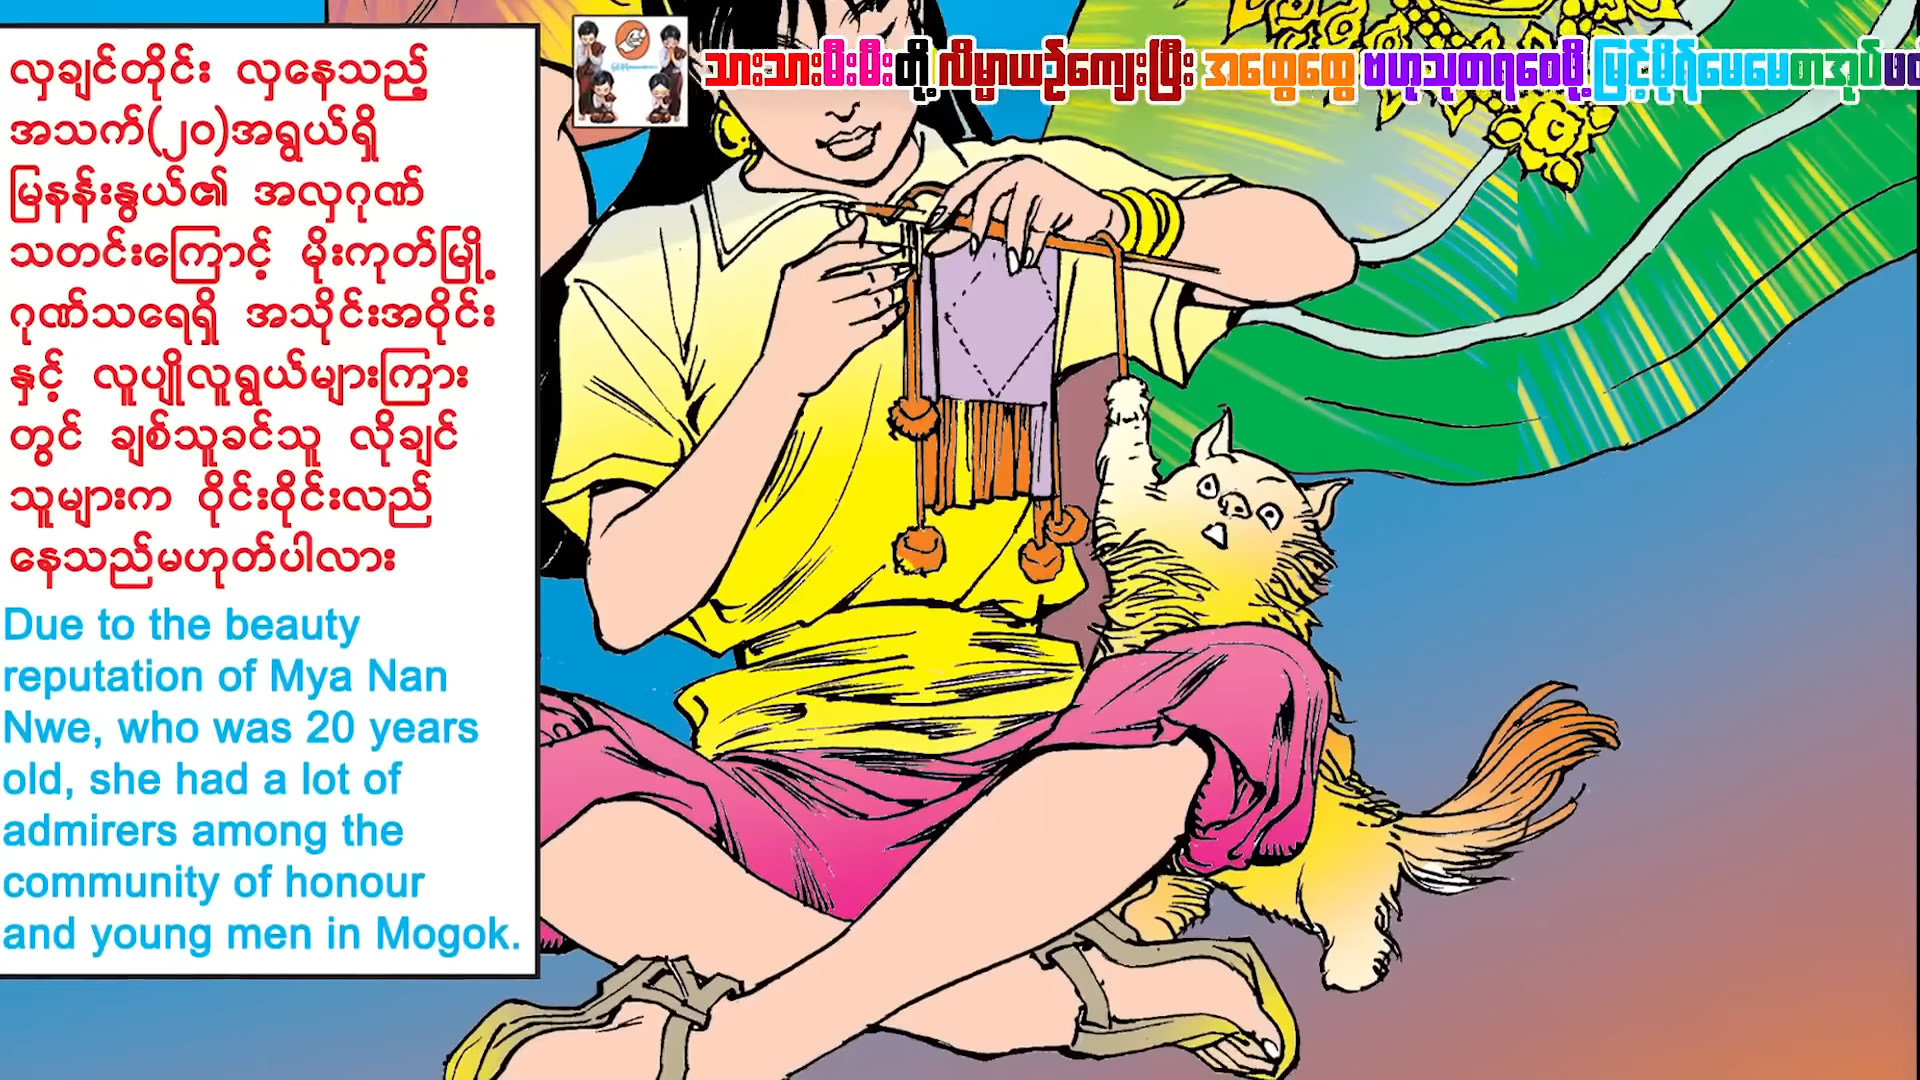 သားသားမီးမီးတို့ လိမ္မာယဉ်ကျေးပြီး အထွေထွေ ဗဟုသုတရစေဖို့ မြင့်မိုရ်မေမေစာအုပ်
လှချင်တိုင်း လှနေသည့်
အသက်(၂၀)အရွယ်ရှိ
မြနန်းနွယ်၏ အလှဂုဏ်
သတင်းကြောင့် မိုးကုတ်မြို့
ဂုဏ်သရေရှိ အသိုင်းအဝိုင်း
နှင့် လူပျိုလူရွယ်များကြား
တွင် ချစ်သူခင်သူ လိုချင်
သူများက ဝိုင်းဝိုင်းလည်
နေသည်မဟုတ်ပါလား
Due to the beauty
reputation of Mya Nan
Nwe, who was 20 years
old, she had a lot of
admirers among the
community of honour
and young men in Mogok.